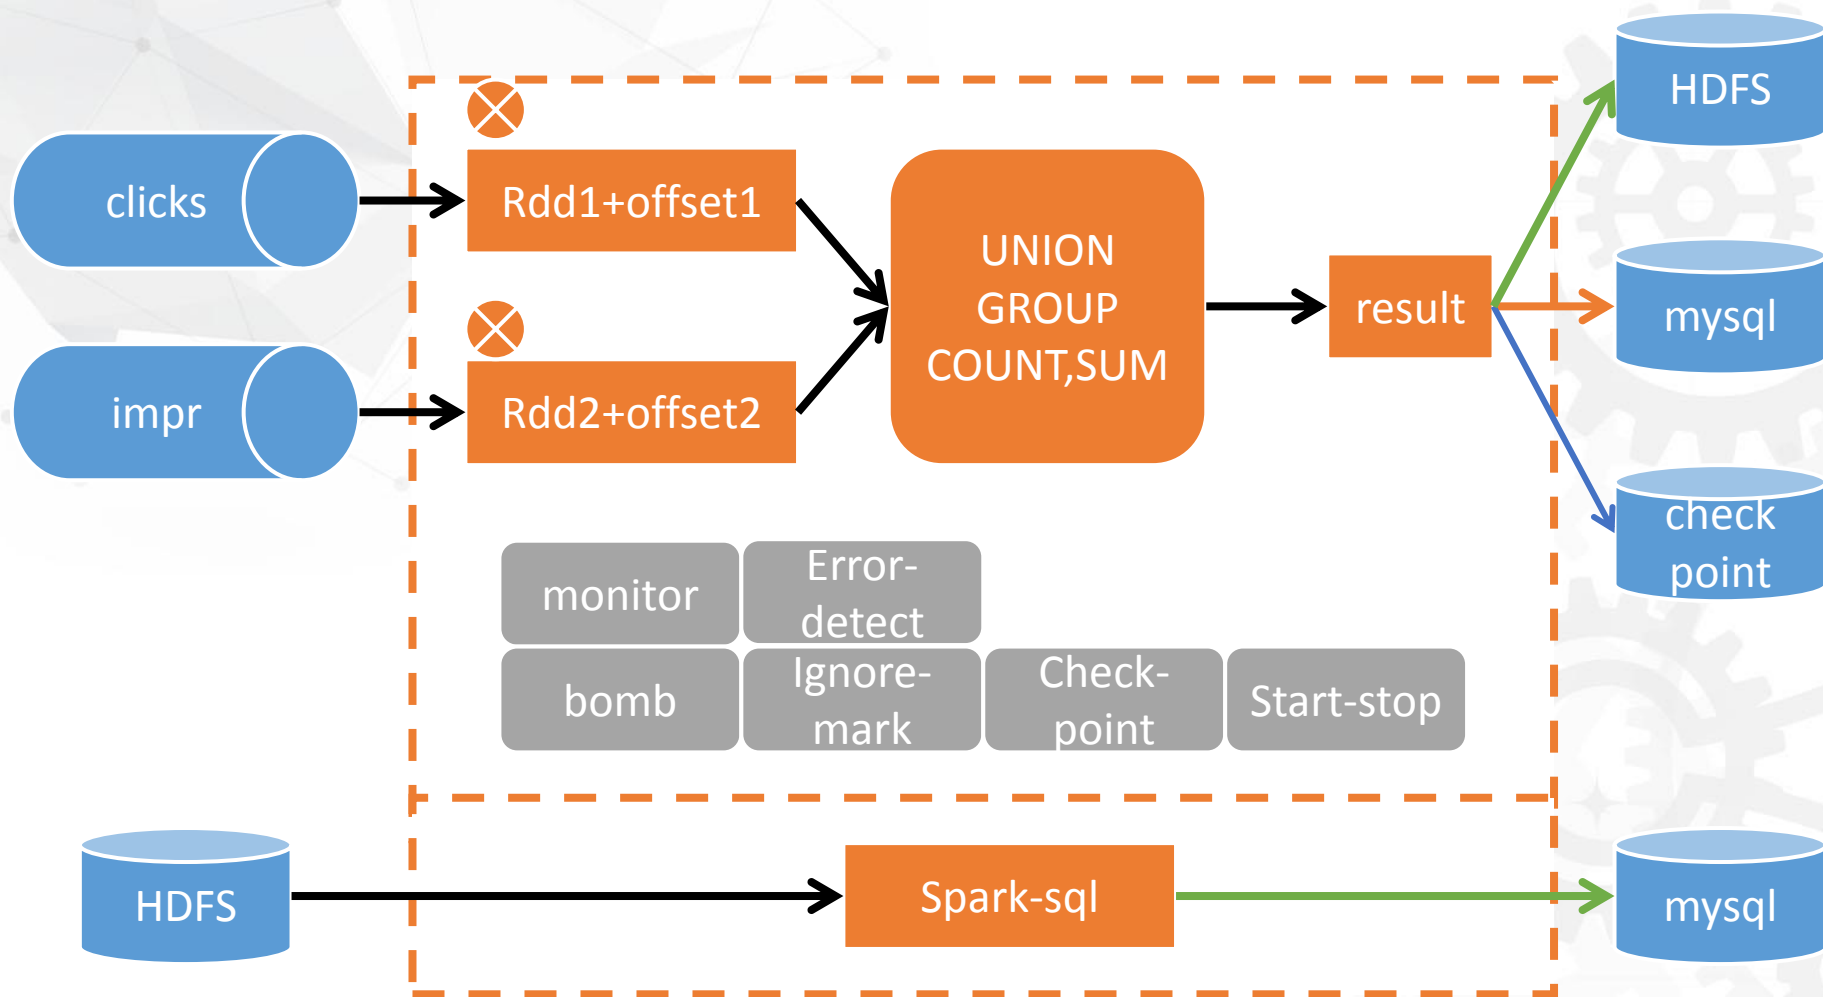 HDFS
clicks
Rdd1+offset1
UNION
GROUP
COUNT,SUM
result
mysql
impr
Rdd2+offset2
check
point
monitor
Error-
detect
bomb
Ignore-
mark
Check-
point
Start-stop
HDFS
Spark-sql
mysql